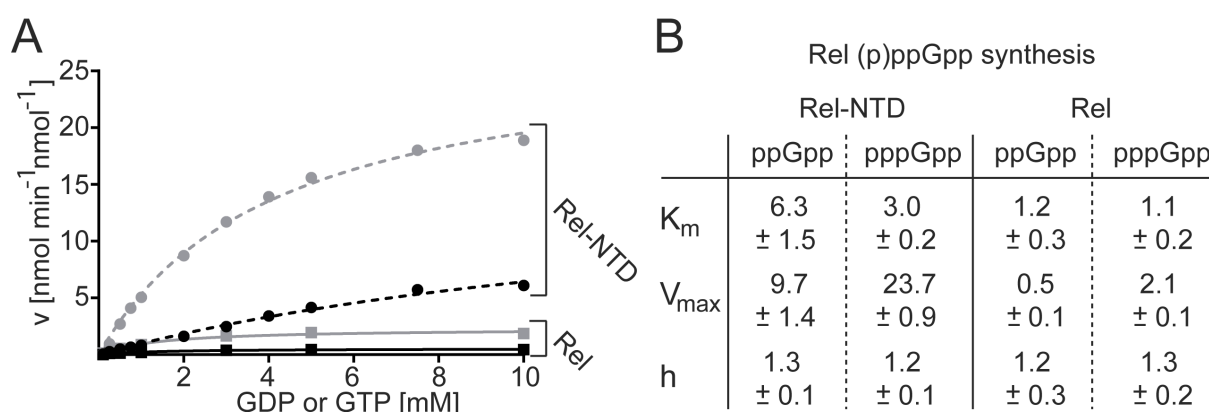 A
v [nmol min-1nmol-1]
25
20
15
10
5
2
4
6
8
10
GDP or GTP [mM]
Rel-NTD
Rel
B
Rel (p)ppGpp synthesis
Rel-NTD Rel
ppGpp pppGpp ppGpp pppGpp
Km 6.3 3.0 1.2 1.1
± 1.5 ± 0.2 ± 0.3 ± 0.2
Vmax 9.7 23.7 0.5 2.1
± 1.4 ± 0.9 ± 0.1 ± 0.1
h 1.3 1.2 1.2 1.3
± 0.1 ± 0.1 ± 0.3 ± 0.2